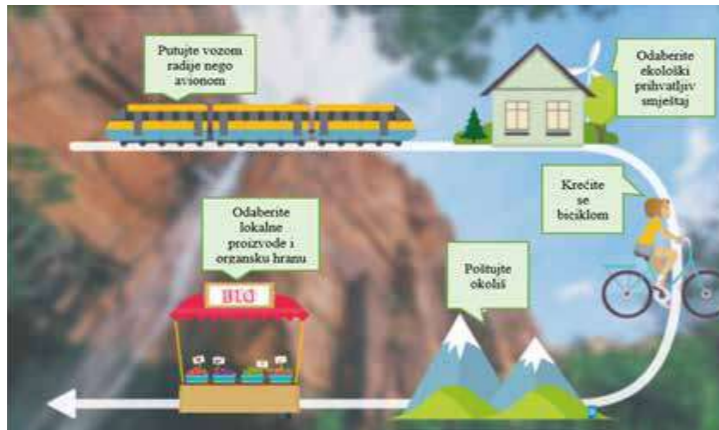 Putujte vozom
radije nego
avionom
Odaberite
ekološki
prihvatljiv
smještaj
Krećite
se
biciklom
Poštujte
okoliš
Odaberite
lokalne
proizvode i
organsku hranu